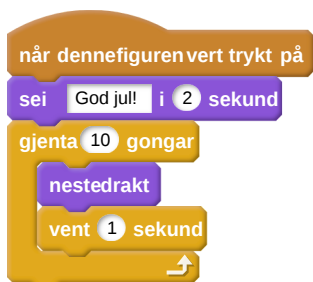 når dennefiguren vert trykt på
sei God jul! i 2 sekund
gjenta 10 gongar
nestedrakt
vent 1 sekund